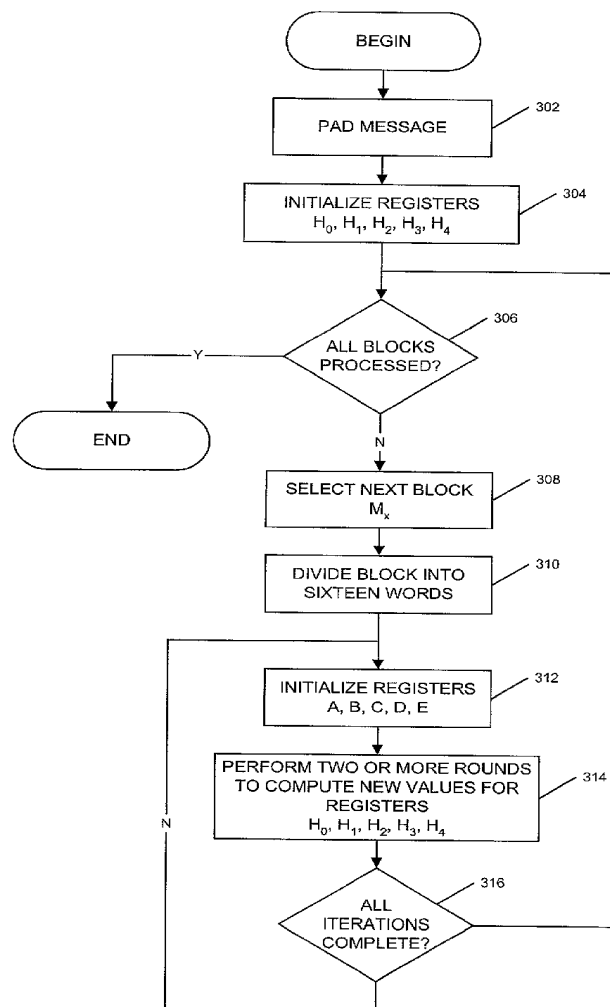 BEGIN
PAD MESSAGE
302
INITIALIZE REGISTERS
H0, H1, H2, H3, H4
304
306
ALL BLOCKS
PROCESSED?
Y
END
N
SELECT NEXT BLOCK
Mx
308
DIVIDE BLOCK INTO
SIXTEEN WORDS
310
INITIALIZE REGISTERS
A, B, C, D, E
312
PERFORM TWO OR MORE ROUNDS
TO COMPUTE NEW VALUES FOR
REGISTERS
H0, H1, H2, H3, H4
314
N
316
ALL
ITERATIONS
COMPLETE?